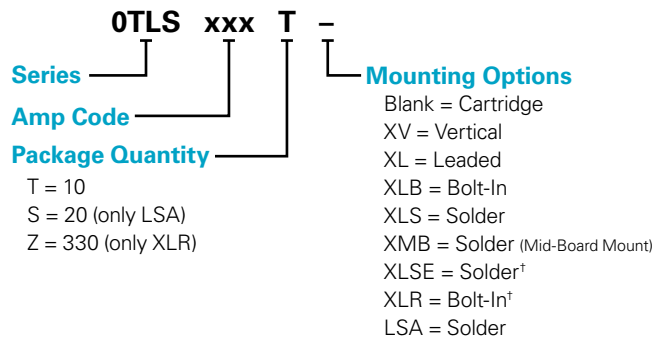 0TLS xxx T –
Series
Amp Code
Package Quantity
T = 10
S = 20 (only LSA)
Z = 330 (only XLR)
Mounting Options
Blank = Cartridge
XV = Vertical
XL = Leaded
XLB = Bolt-In
XLS = Solder
XMB = Solder (Mid-Board Mount)
XLSE = Solder†
XLR = Bolt-In†
LSA = Solder